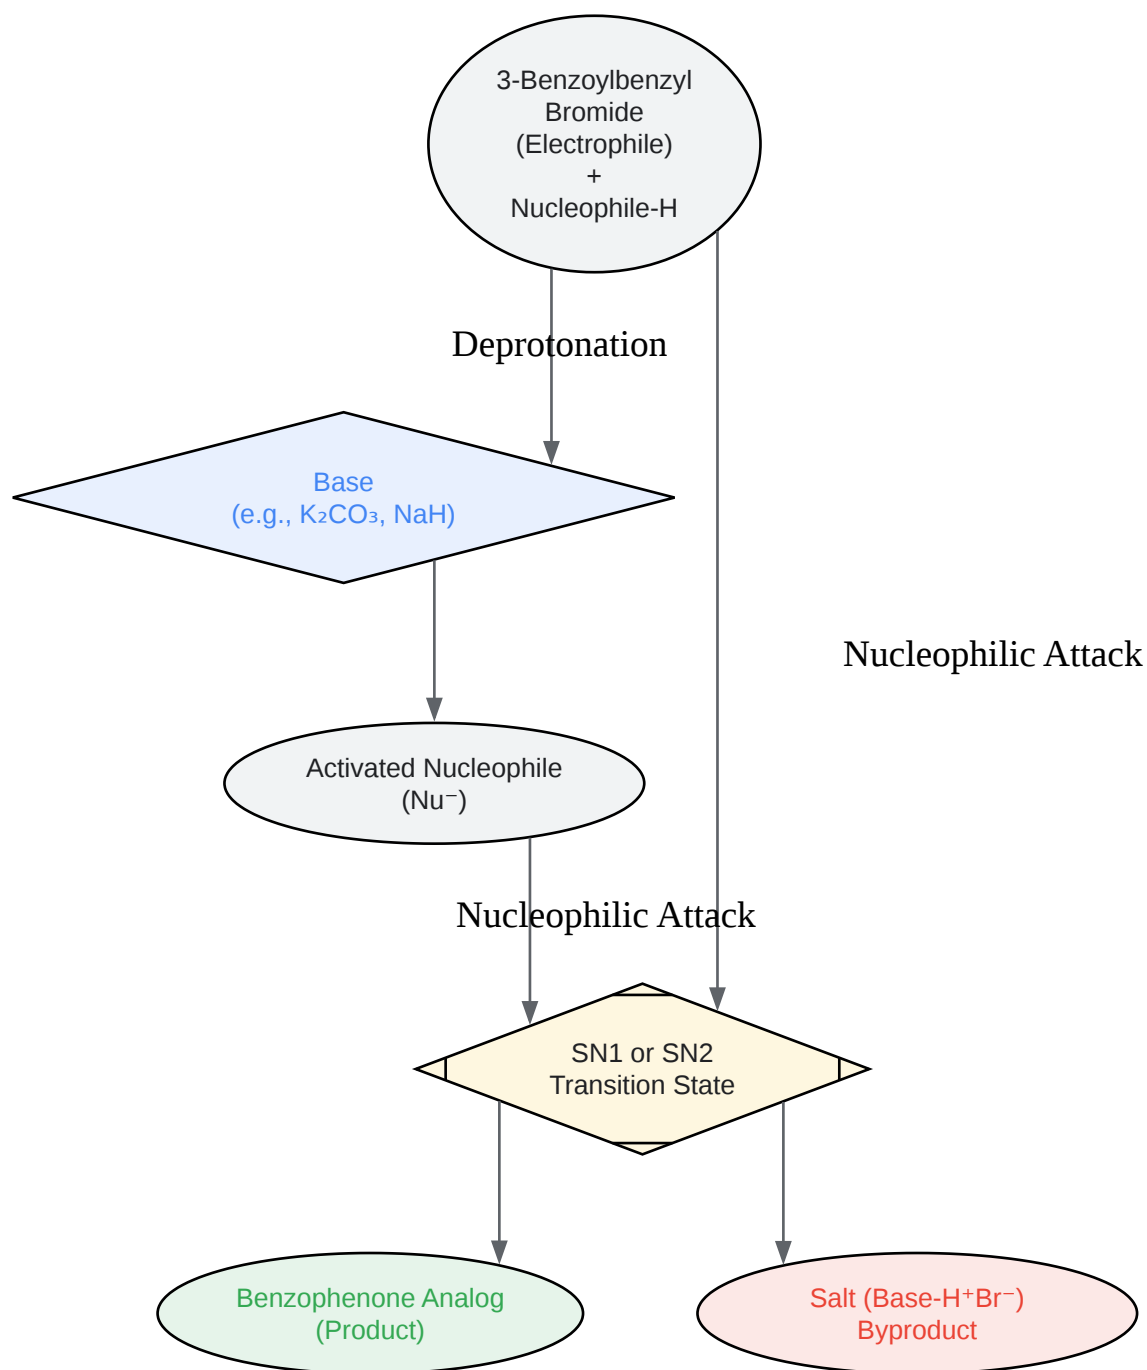 3-Benzoylbenzyl
Bromide
(Electrophile)
+
Nucleophile-H
Deprotonation
Base
(e.g., K₂CO₃, NaH)
Nucleophilic Attack
Activated Nucleophile
(Nu⁻)
Nucleophilic Attack
SN1 or SN2
Transition State
Benzophenone Analog
(Product)
Salt (Base-H⁺Br⁻)
Byproduct